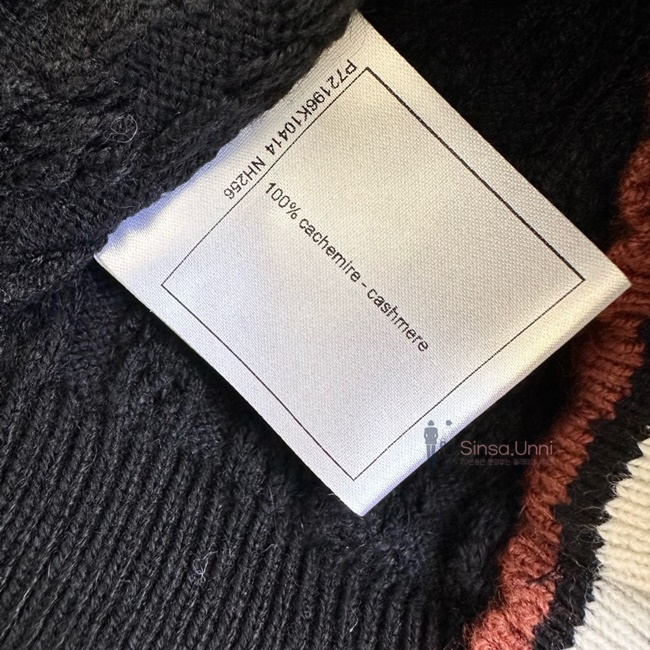 P72196K10414 NH256
100% cachemire - cashmere
Sinsa.Unni